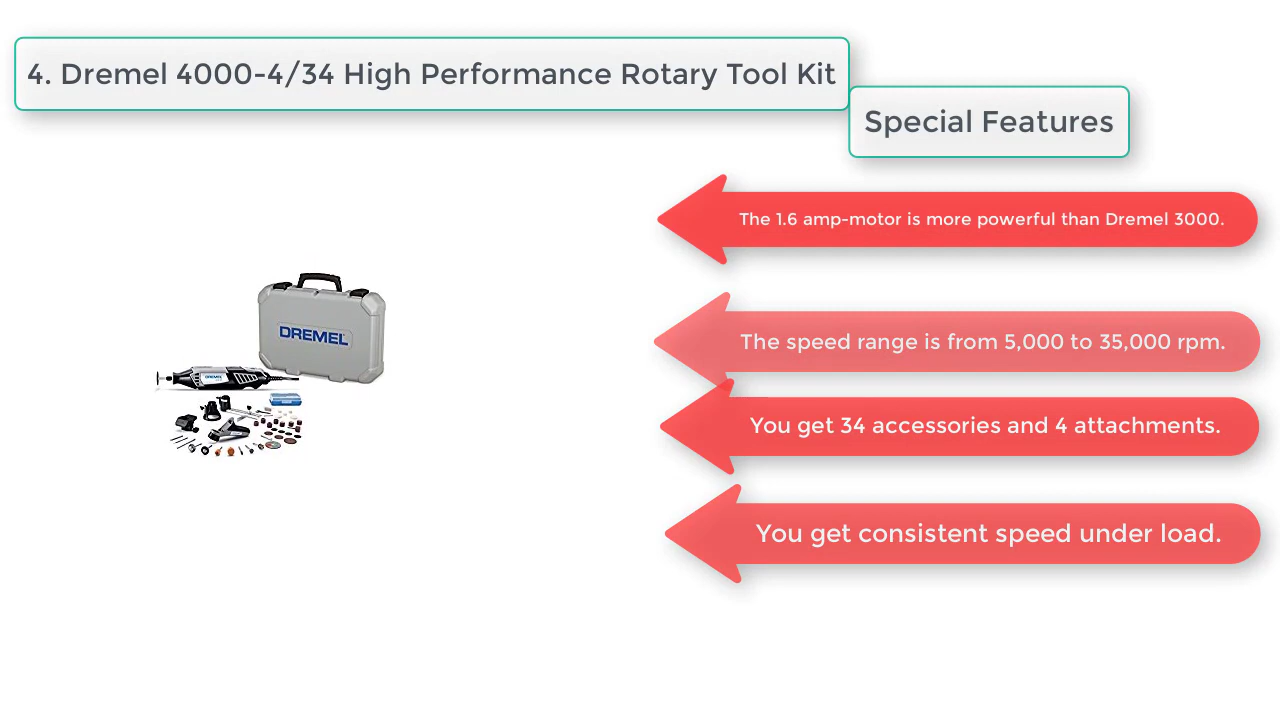 4. Dremel 4000-4/34 High Performance Rotary Tool Kit
Special Features
The 1.6 amp-motor is more powerful than Dremel 3000.
The speed range is from 5,000 to 35,000 rpm.
You get 34 accessories and 4 attachments.
You get consistent speed under load.
DREMEL
DREMEL